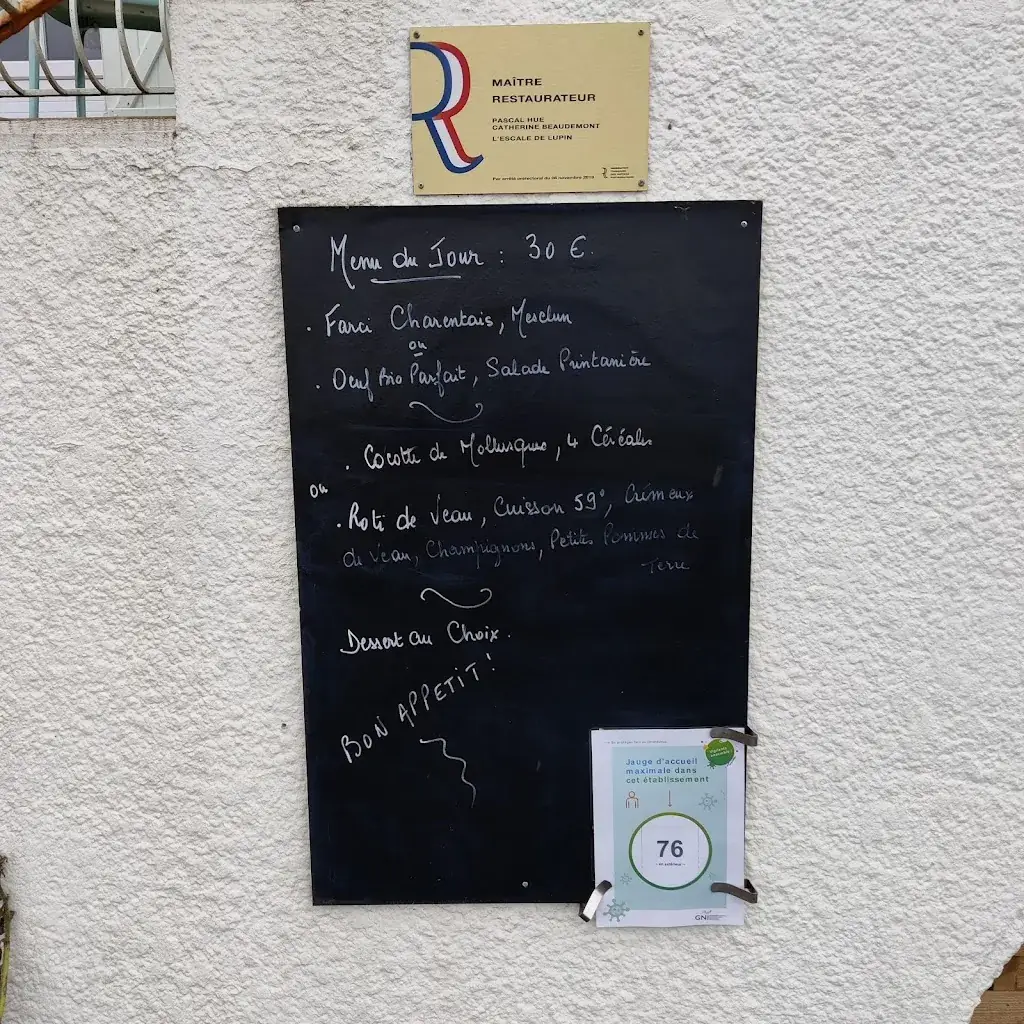 MAÎTRE
RESTAURATEUR
PASCAL HUE
CATHERINE BEAUDEMONT
L'ESCALE DE LUPIN
Menu du Jour : 30 €.
. Farci Charentais, Mesclun
ou
. Oeuf Bio Parfait, Salade Printanière
. Cocotte de Mollusques, 4 Céréales
ou
. Roti de Veau, Cuisson 59°, Crémeux
de Veau, Champignons, Petites Pommes de
Terre
Dessert au Choix.
BON APPETIT!
Jauge d'accueil
maximale dans
cet établissement
76
GNI